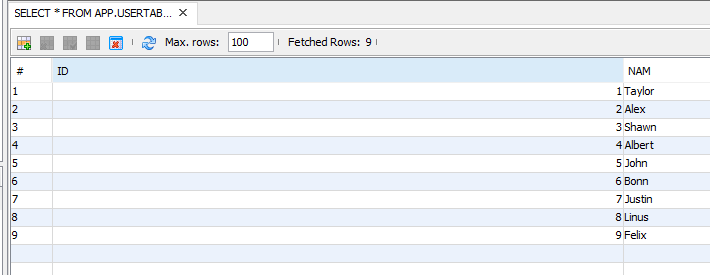 SELECT * FROM APP.USERTAB...
Max. rows: 100 Fetched Rows: 9
# ID NAM
1 1 Taylor
2 2 Alex
3 3 Shawn
4 4 Albert
5 5 John
6 6 Bonn
7 7 Justin
8 8 Linus
9 9 Felix